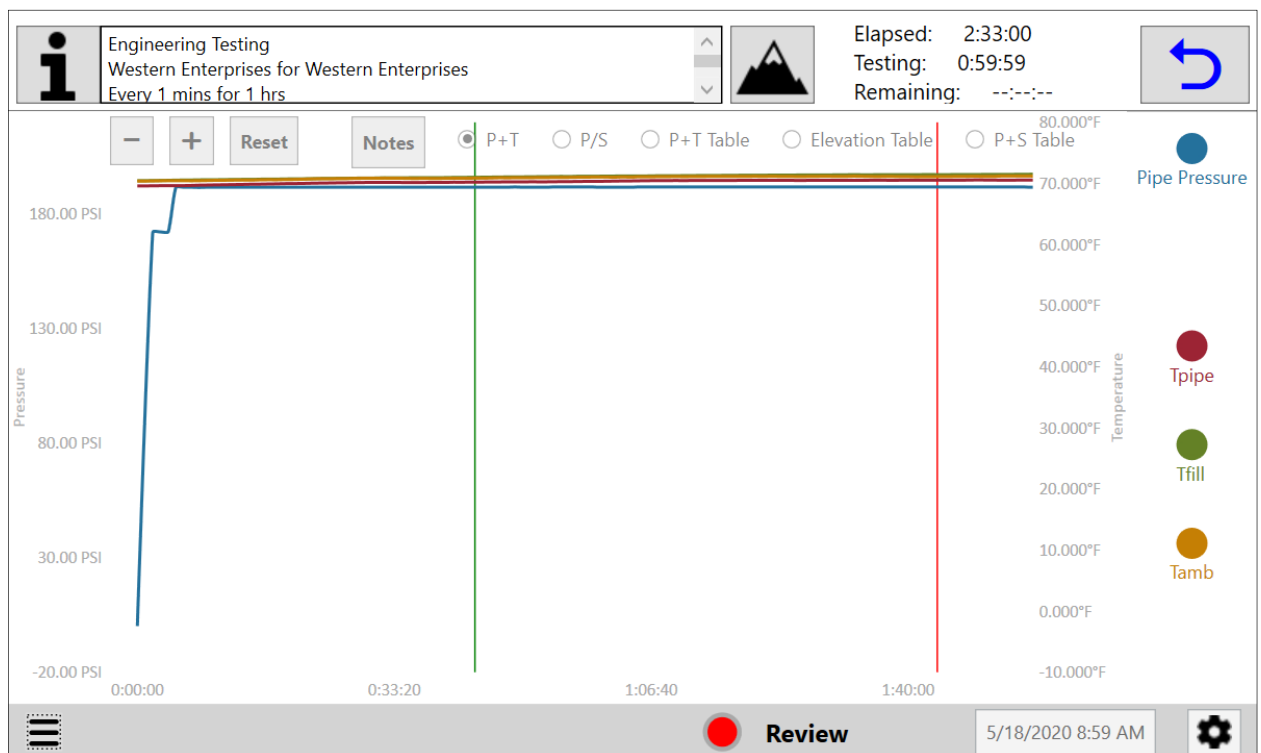 Engineering Testing
Western Enterprises for Western Enterprises
Every 1 mins for 1 hrs
Elapsed: 2:33:00
Testing: 0:59:59
Remaining: --:--:--
− + Reset Notes P+T P/S P+T Table Elevation Table P+S Table
80.000°F
70.000°F
60.000°F
50.000°F
40.000°F
30.000°F
20.000°F
10.000°F
0.000°F
-10.000°F
Temperature
180.00 PSI
130.00 PSI
80.00 PSI
30.00 PSI
-20.00 PSI
Pressure
0:00:00 0:33:20 1:06:40 1:40:00
Pipe Pressure
Tpipe
Tfill
Tamb
Review
5/18/2020 8:59 AM